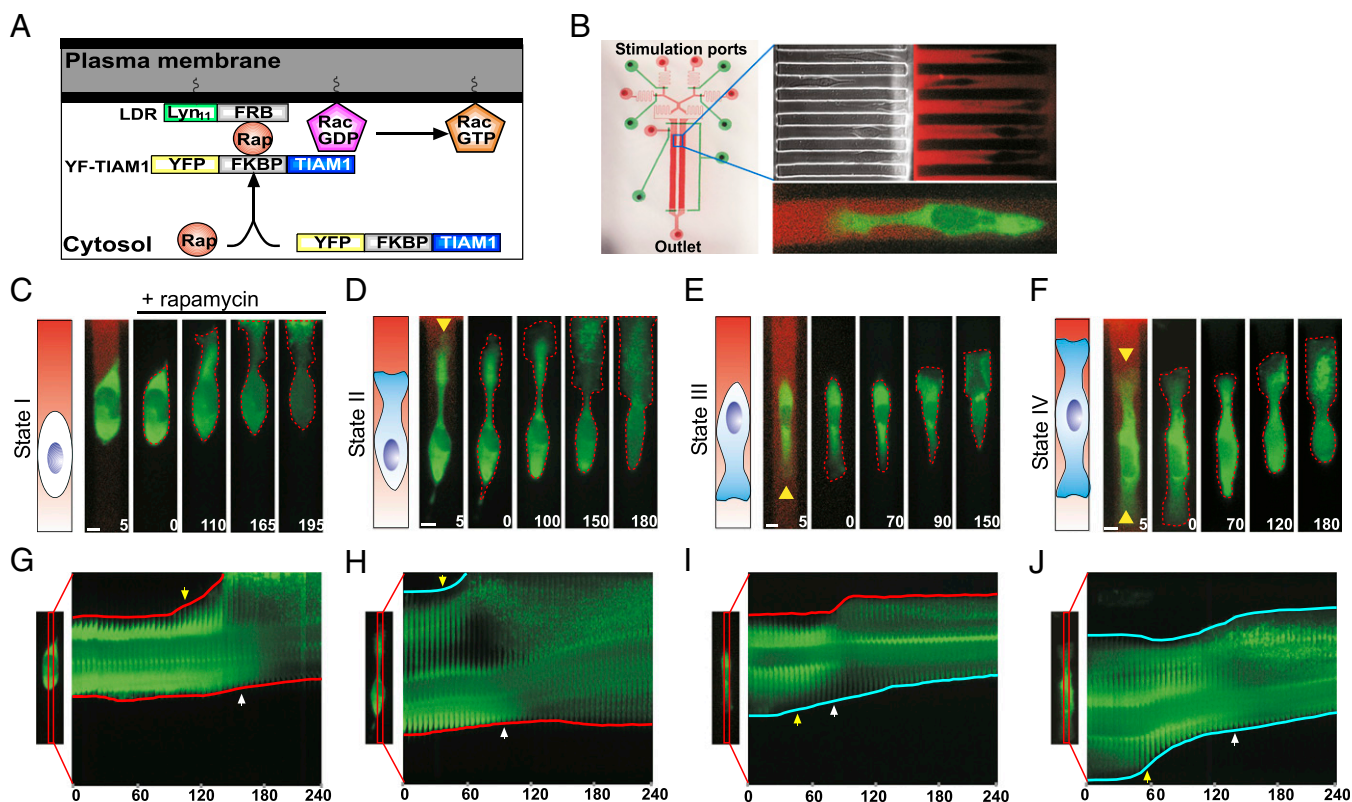 A
Plasma membrane
LDR
Lyn11 FRB
Rap
Rac GDP
Rac GTP
YF-TIAM1
YFP FKBP TIAM1
Cytosol
Rap
YFP FKBP TIAM1
B
Stimulation ports
Outlet
C
+ rapamycin
State I
5 0 110 165 195
D
State II
5 0 100 150 180
E
State III
5 0 70 90 150
F
State IV
5 0 70 120 180
G
0 60 120 180 240
H
0 60 120 180 240
I
0 60 120 180 240
J
0 60 120 180 240